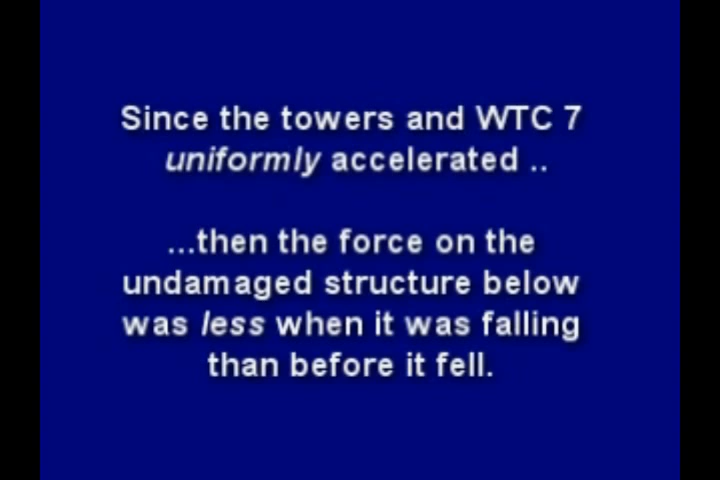 Since the towers and WTC 7
uniformly accelerated ..
...then the force on the
undamaged structure below
was less when it was falling
than before it fell.